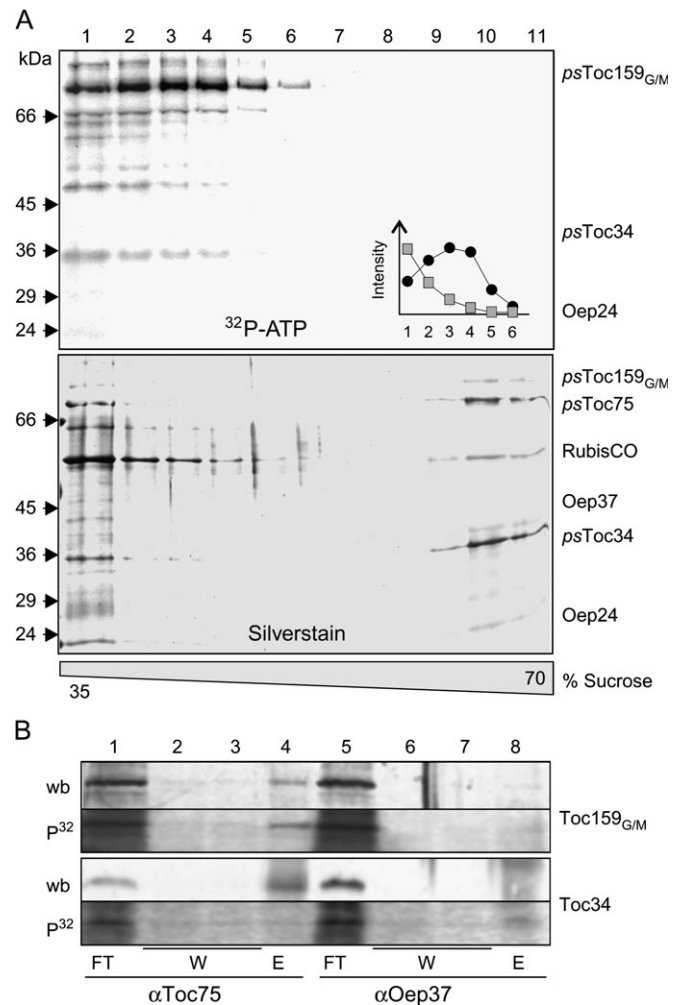 A
1 2 3 4 5 6 7 8 9 10 11
kDa
psToc159G/M
66
45
psToc34
36
Intensity
29
Oep24
1 2 3 4 5 6
24
32P-ATP
psToc159G/M
psToc75
66
RubisCO
45
Oep37
psToc34
36
29
Oep24
24
Silverstain
35
70
% Sucrose
B
1 2 3 4 5 6 7 8
wb
Toc159G/M
P32
wb
Toc34
P32
FT W E FT W E
αToc75 αOep37